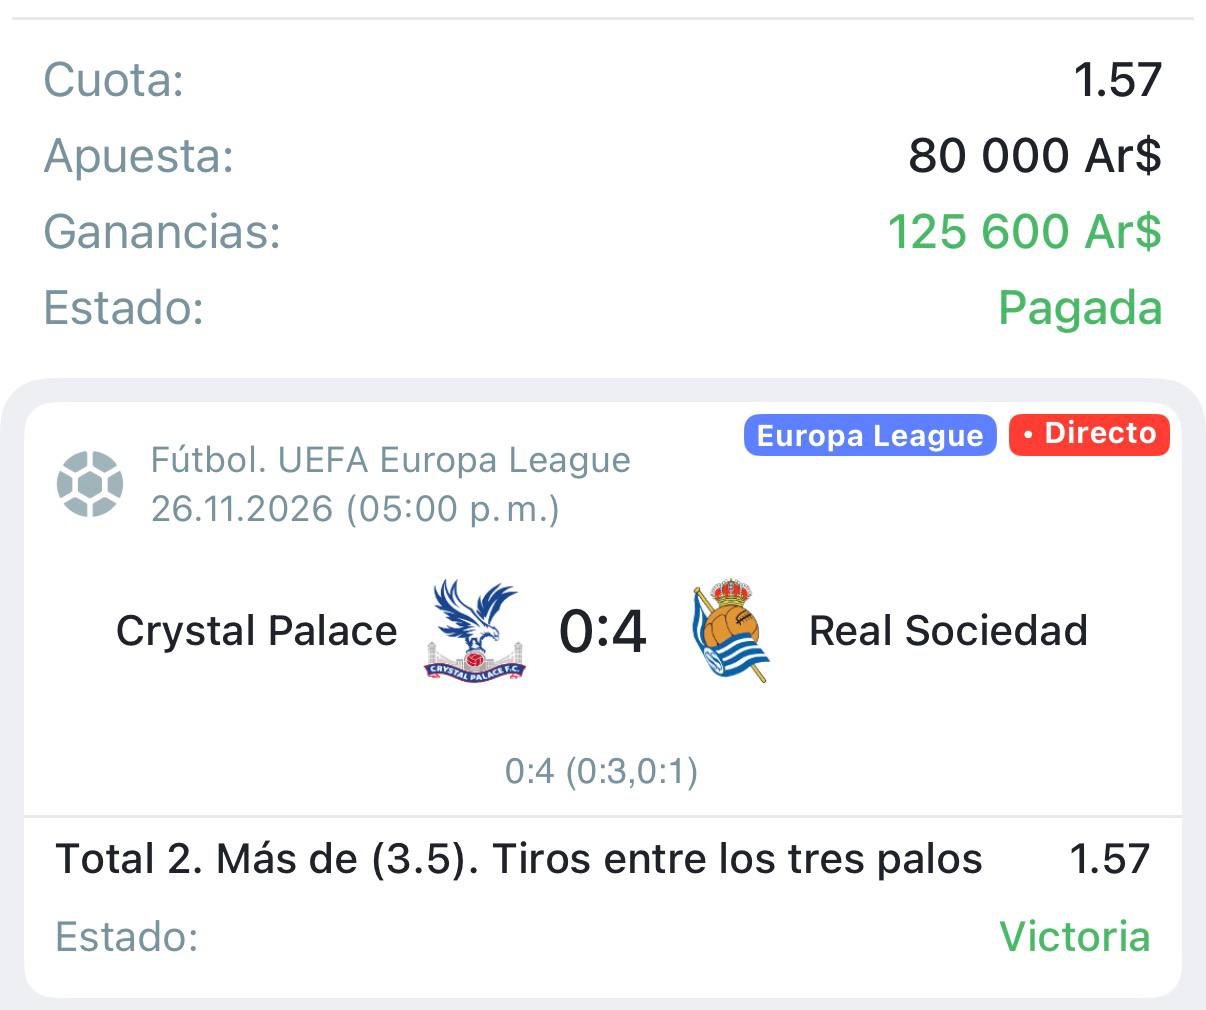 Cuota: 1.57
Apuesta: 80 000 Ar$
Ganancias: 125 600 Ar$
Estado: Pagada
Europa League • Directo
Fútbol. UEFA Europa League
26.11.2026 (05:00 p. m.)
Crystal Palace 0:4 Real Sociedad
CRYSTAL PALACE F.C.
0:4 (0:3,0:1)
Total 2. Más de (3.5). Tiros entre los tres palos 1.57
Estado: Victoria